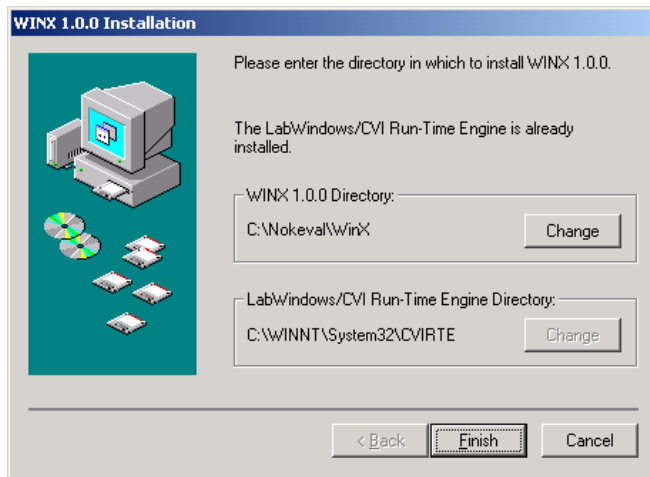 WINX 1.0.0 Installation
Please enter the directory in which to install WINX 1.0.0.
The LabWindows/CVI Run-Time Engine is already
installed.
WINX 1.0.0 Directory:
C:\Nokeval\WinX
Change
LabWindows/CVI Run-Time Engine Directory:
C:\WINNT\System32\CVIRTE
Change
< Back
Finish
Cancel